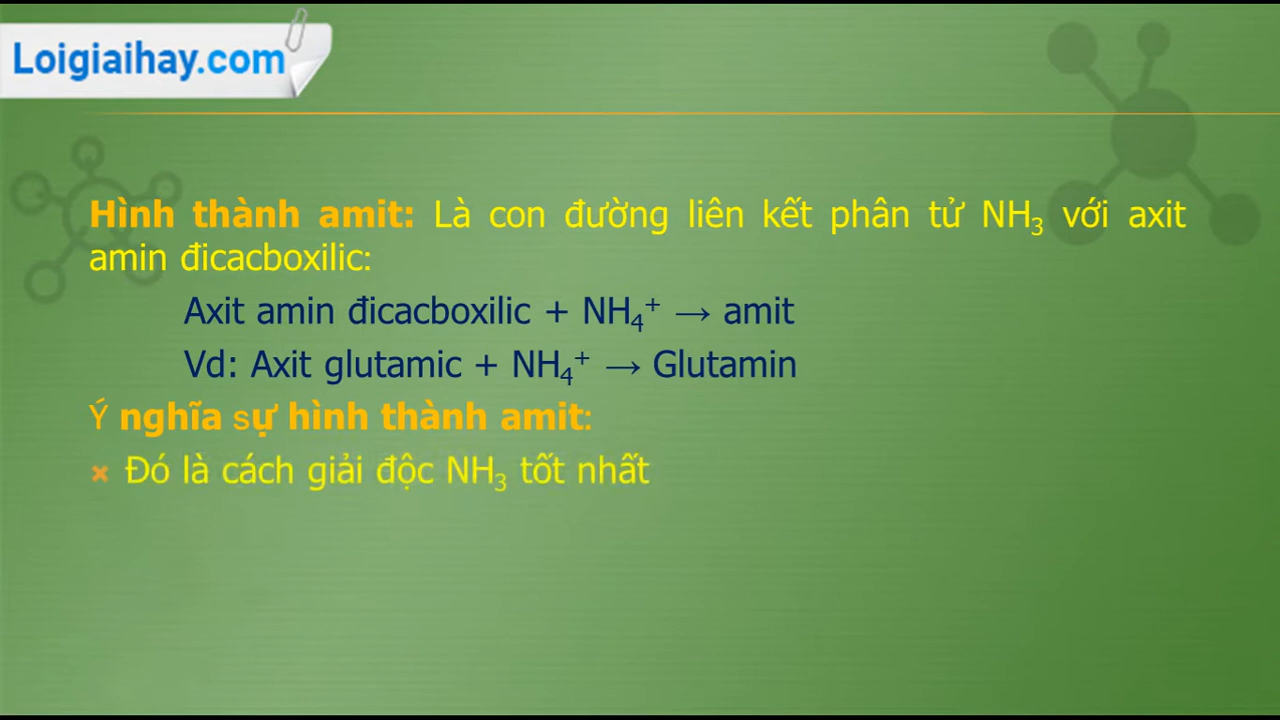 Loigiaihay.com
Hình thành amit: Là con đường liên kết phân tử NH₃ với axit
amin đicacboxilic:
Axit amin đicacboxilic + NH₄⁺ → amit
Vd: Axit glutamic + NH₄⁺ → Glutamin
Ý nghĩa sự hình thành amit:
Đó là cách giải độc NH₃ tốt nhất